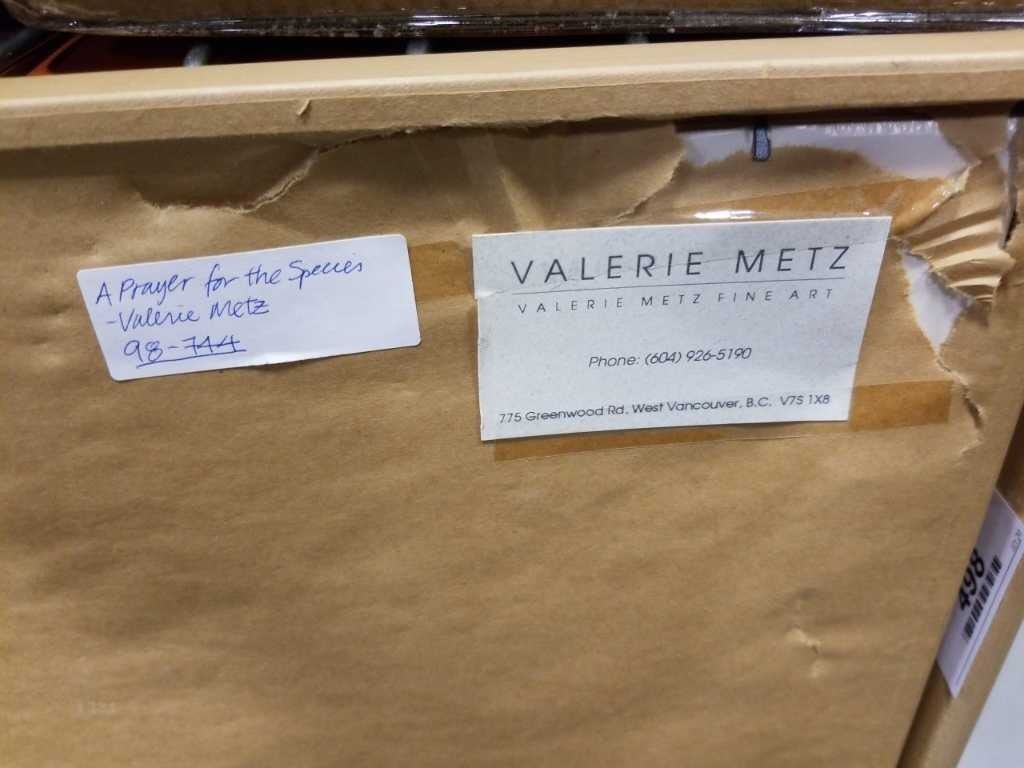 A Prayer for the Species
-Valerie Metz
98-744
VALERIE METZ
VALERIE METZ FINE ART
Phone: (604) 926-5190
775 Greenwood Rd. West Vancouver, B.C. V7S 1X8
498